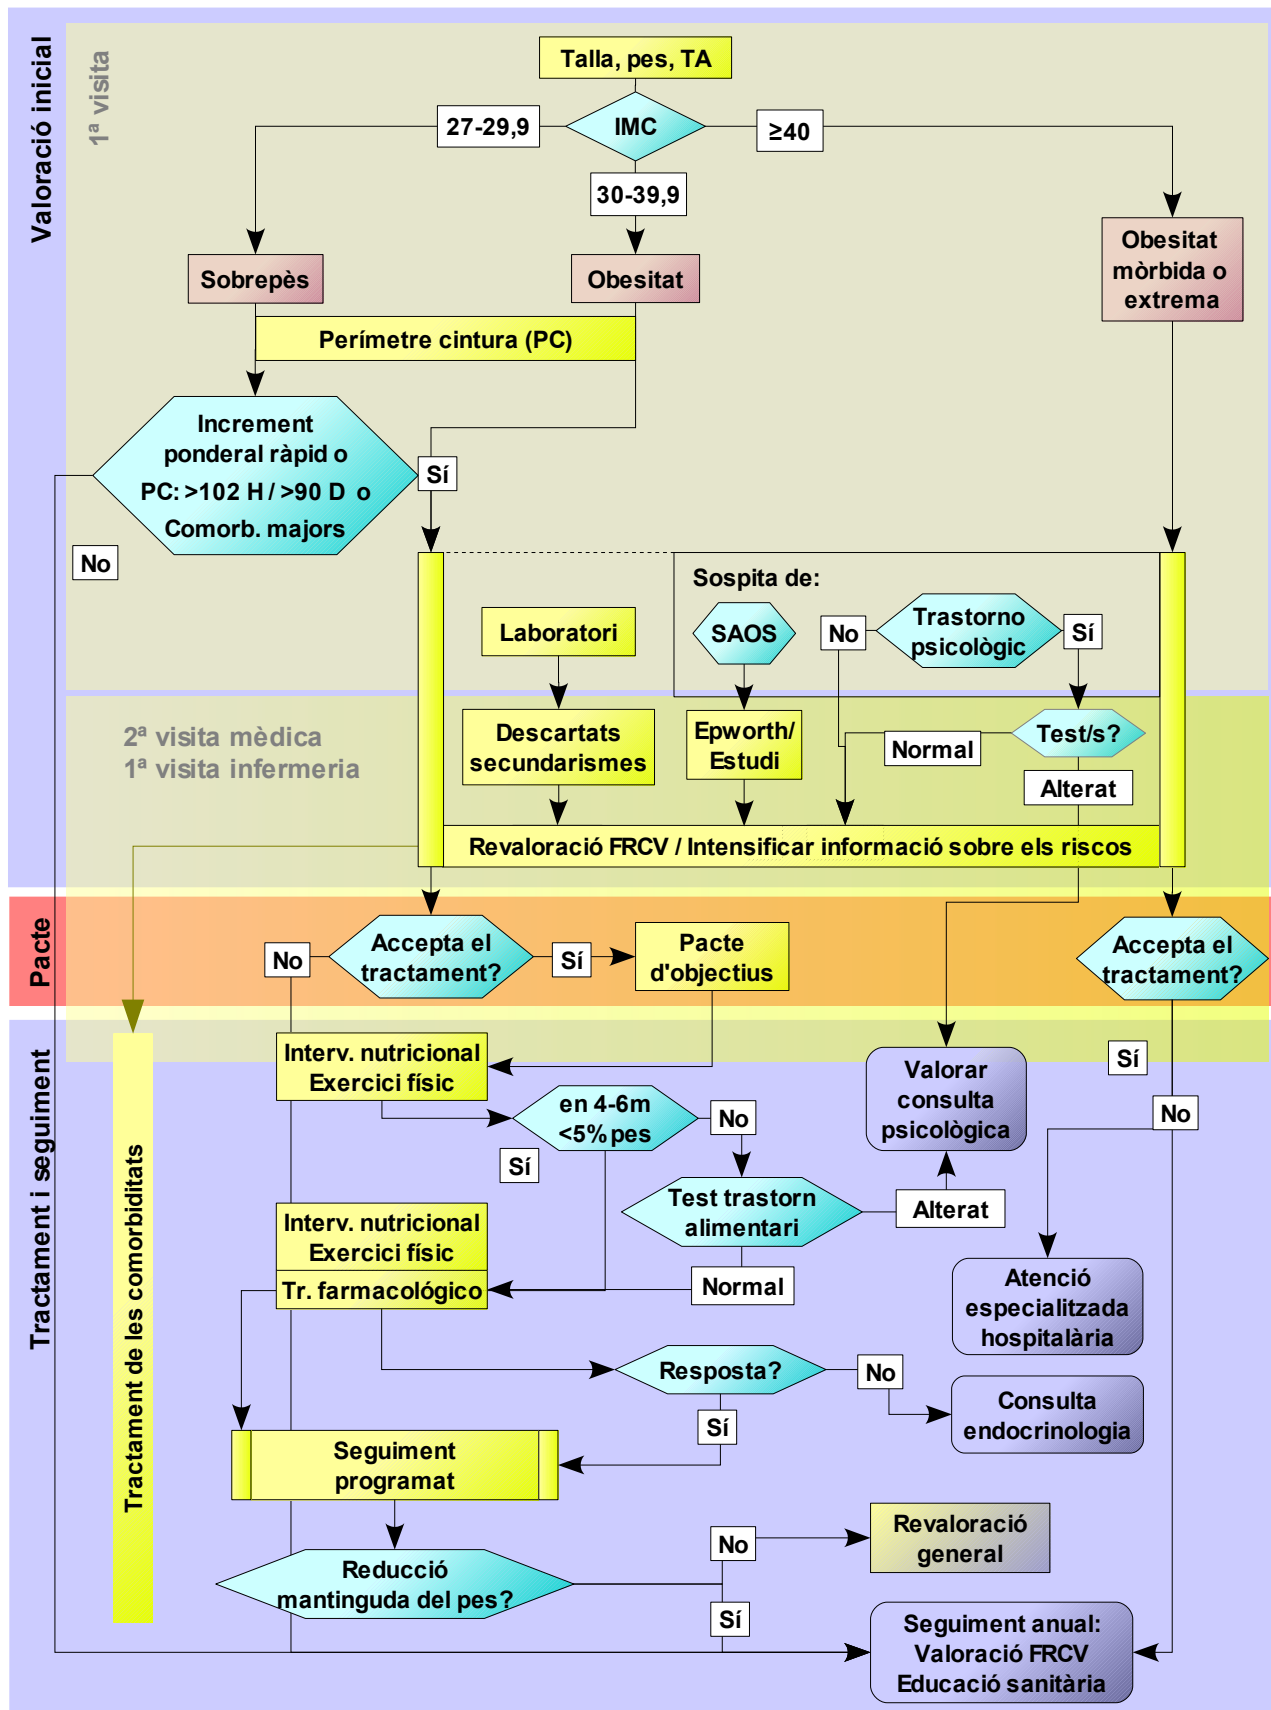 Valoració inicial
1ª visita
Talla, pes, TA
27-29,9
IMC
≥40
30-39,9
Sobrepès
Obesitat
Obesitat
mòrbida o
extrema
Perímetre cintura (PC)
Increment
ponderal ràpid o
PC: >102 H / >90 D o
Comorb. majors
Sí
No
Sospita de:
Laboratori
SAOS
No
Trastorno
psicològic
Sí
2ª visita mèdica
1ª visita infermeria
Descartats
secundarismes
Epworth/
Estudi
Normal
Test/s?
Alterat
Revaloració FRCV / Intensificar informació sobre els riscos
Pacte
No
Accepta el
tractament?
Sí
Pacte
d'objectius
Accepta el
tractament?
Tractament i seguiment
Tractament de les comorbiditats
Interv. nutricional
Exercici físic
en 4-6m
<5% pes
No
Sí
Valorar
consulta
psicològica
Sí
No
Test trastorn
alimentari
Alterat
Interv. nutricional
Exercici físic
Tr. farmacológico
Normal
Atenció
especialitzada
hospitalària
Resposta?
No
Sí
Consulta
endocrinologia
Seguiment
programat
Reducció
mantinguda del pes?
No
Revaloració
general
Sí
Seguiment anual:
Valoració FRCV
Educació sanitària